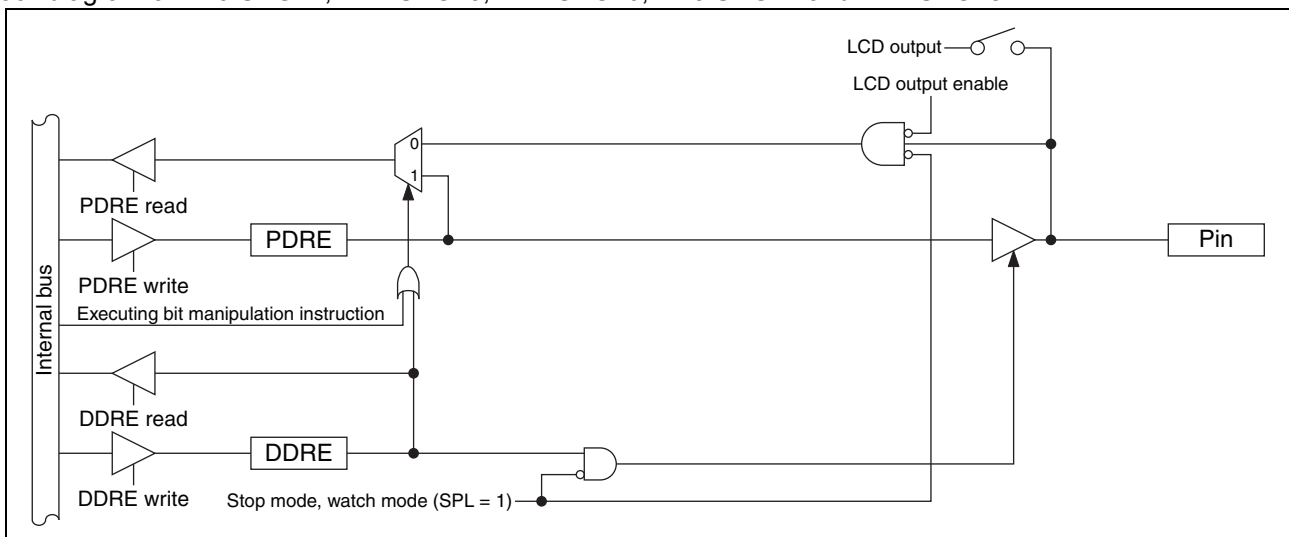 LCD output
LCD output enable
0
1
PDRE read
PDRE
Pin
PDRE write
Executing bit manipulation instruction
Internal bus
DDRE read
DDRE
DDRE write
Stop mode, watch mode (SPL = 1)